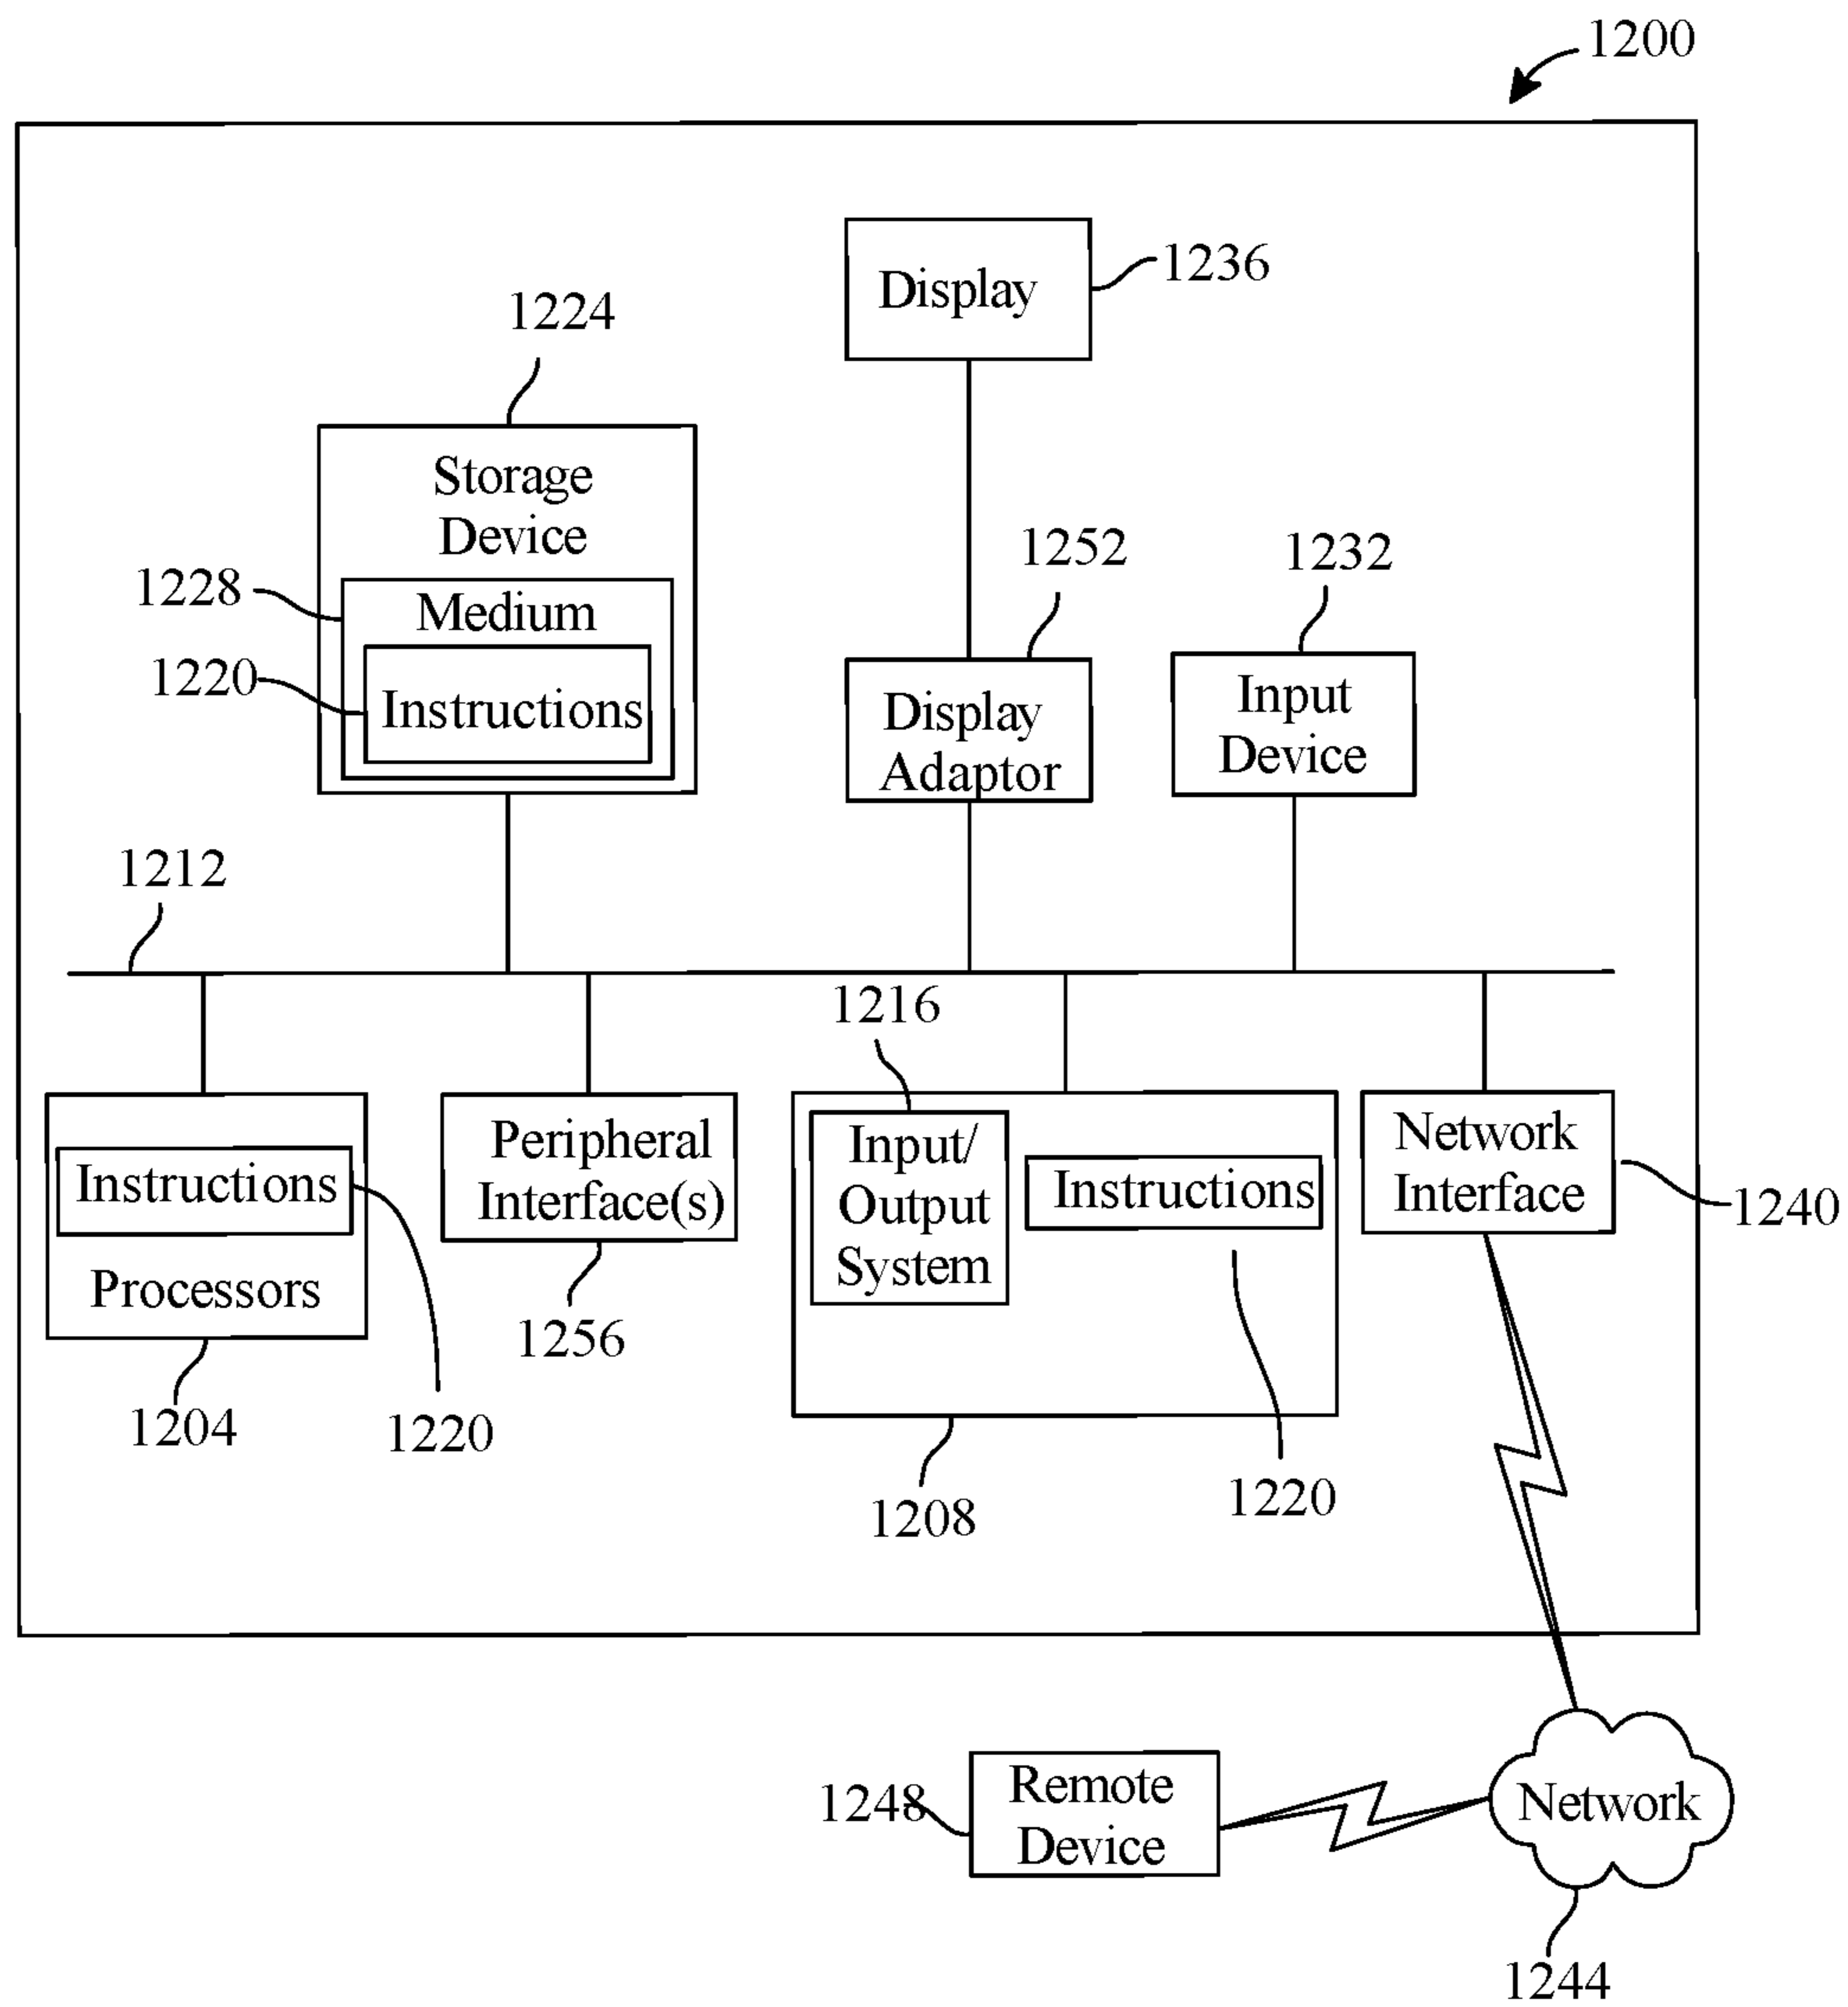 1200
Display
1236
1224
Storage
Device
1228
Medium
1220
Instructions
1252
Display
Adaptor
1232
Input
Device
1212
Instructions
Processors
1204
1220
Peripheral
Interface(s)
1256
1216
Input/
Output
System
Instructions
1208
1220
Network
Interface
1240
1248
Remote
Device
Network
1244